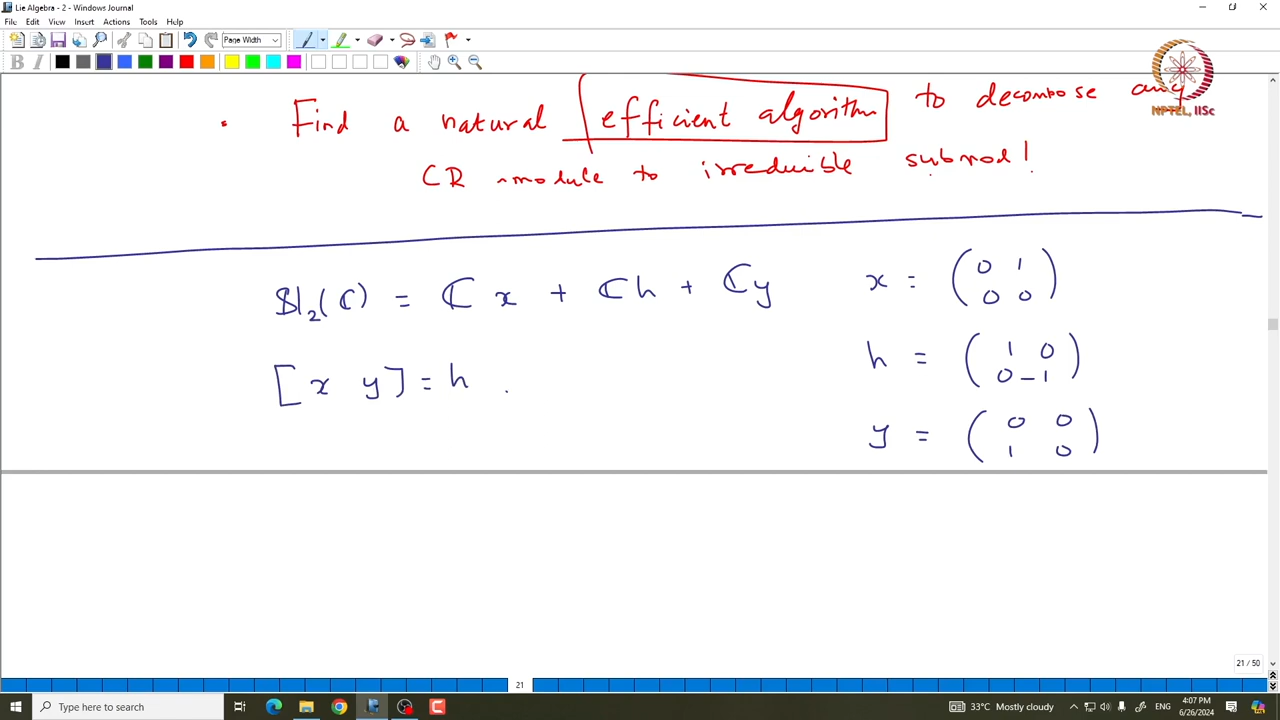 Lie Algebra - 2 - Windows Journal
File Edit View Insert Actions Tools Help
Page Width
B I
NPTEL, IISc
. Find a natural efficient algorithm to decompose any
CR -module to irreduible submod!
Sl₂(ℂ) = ℂx + ℂh + ℂy
x = (0 1
0 0)
[x y] = h .
h = (1 0
0 -1)
y = (0 0
1 0)
21 / 50
21
Type here to search
33°C Mostly cloudy
ENG
4:07 PM
6/26/2024